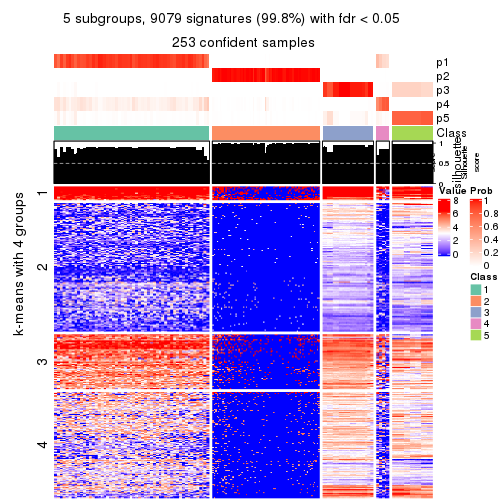 5 subgroups, 9079 signatures (99.8%) with fdr < 0.05
253 confident samples
p1
p2
p3
p4
p5
Class
1
0.5
0
silhouette
Silhouette
score
k-means with 4 groups
1
2
3
4
Value
8
6
4
2
0
Prob
1
0.8
0.6
0.4
0.2
0
Class
1
2
3
4
5